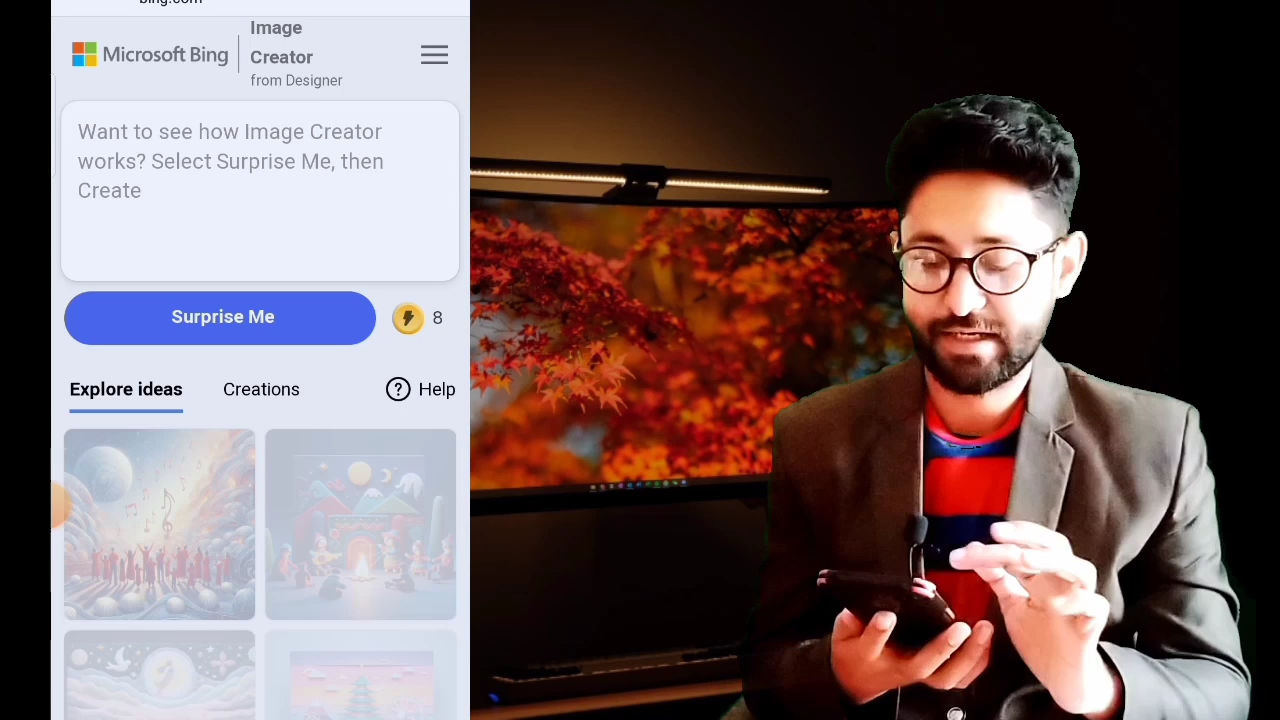 bing.com
Microsoft Bing
Image
Creator
from Designer
Want to see how Image Creator
works? Select Surprise Me, then
Create
Surprise Me
8
Explore ideas
Creations
Help